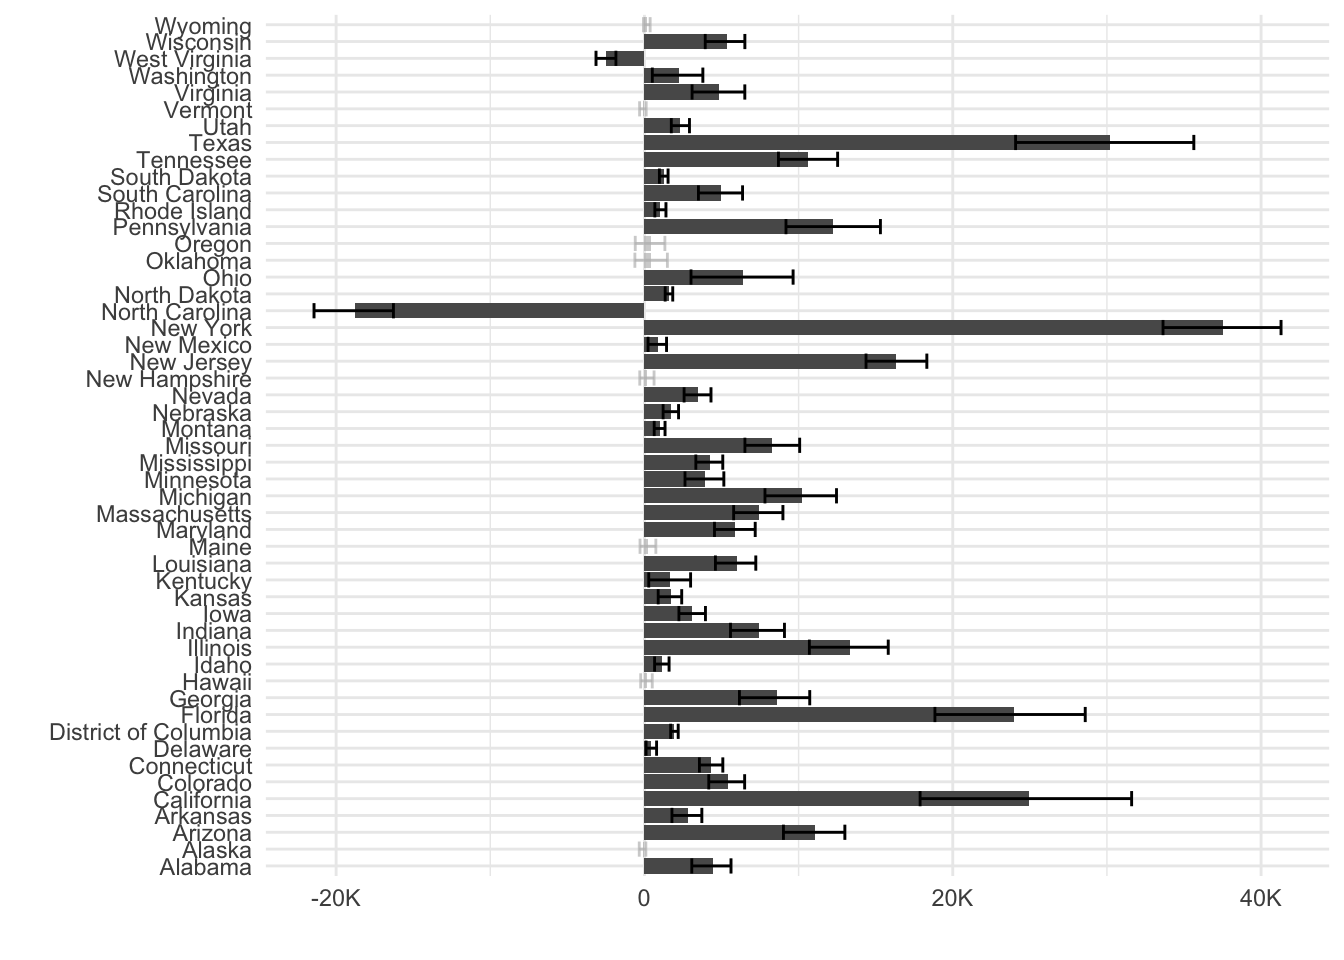 Wyoming
Wisconsin
West Virginia
Washington
Virginia
Vermont
Utah
Texas
Tennessee
South Dakota
South Carolina
Rhode Island
Pennsylvania
Oregon
Oklahoma
Ohio
North Dakota
North Carolina
New York
New Mexico
New Jersey
New Hampshire
Nevada
Nebraska
Montana
Missouri
Mississippi
Minnesota
Michigan
Massachusetts
Maryland
Maine
Louisiana
Kentucky
Kansas
Iowa
Indiana
Illinois
Idaho
Hawaii
Georgia
Florida
District of Columbia
Delaware
Connecticut
Colorado
California
Arkansas
Arizona
Alaska
Alabama
-20K 0 20K 40K